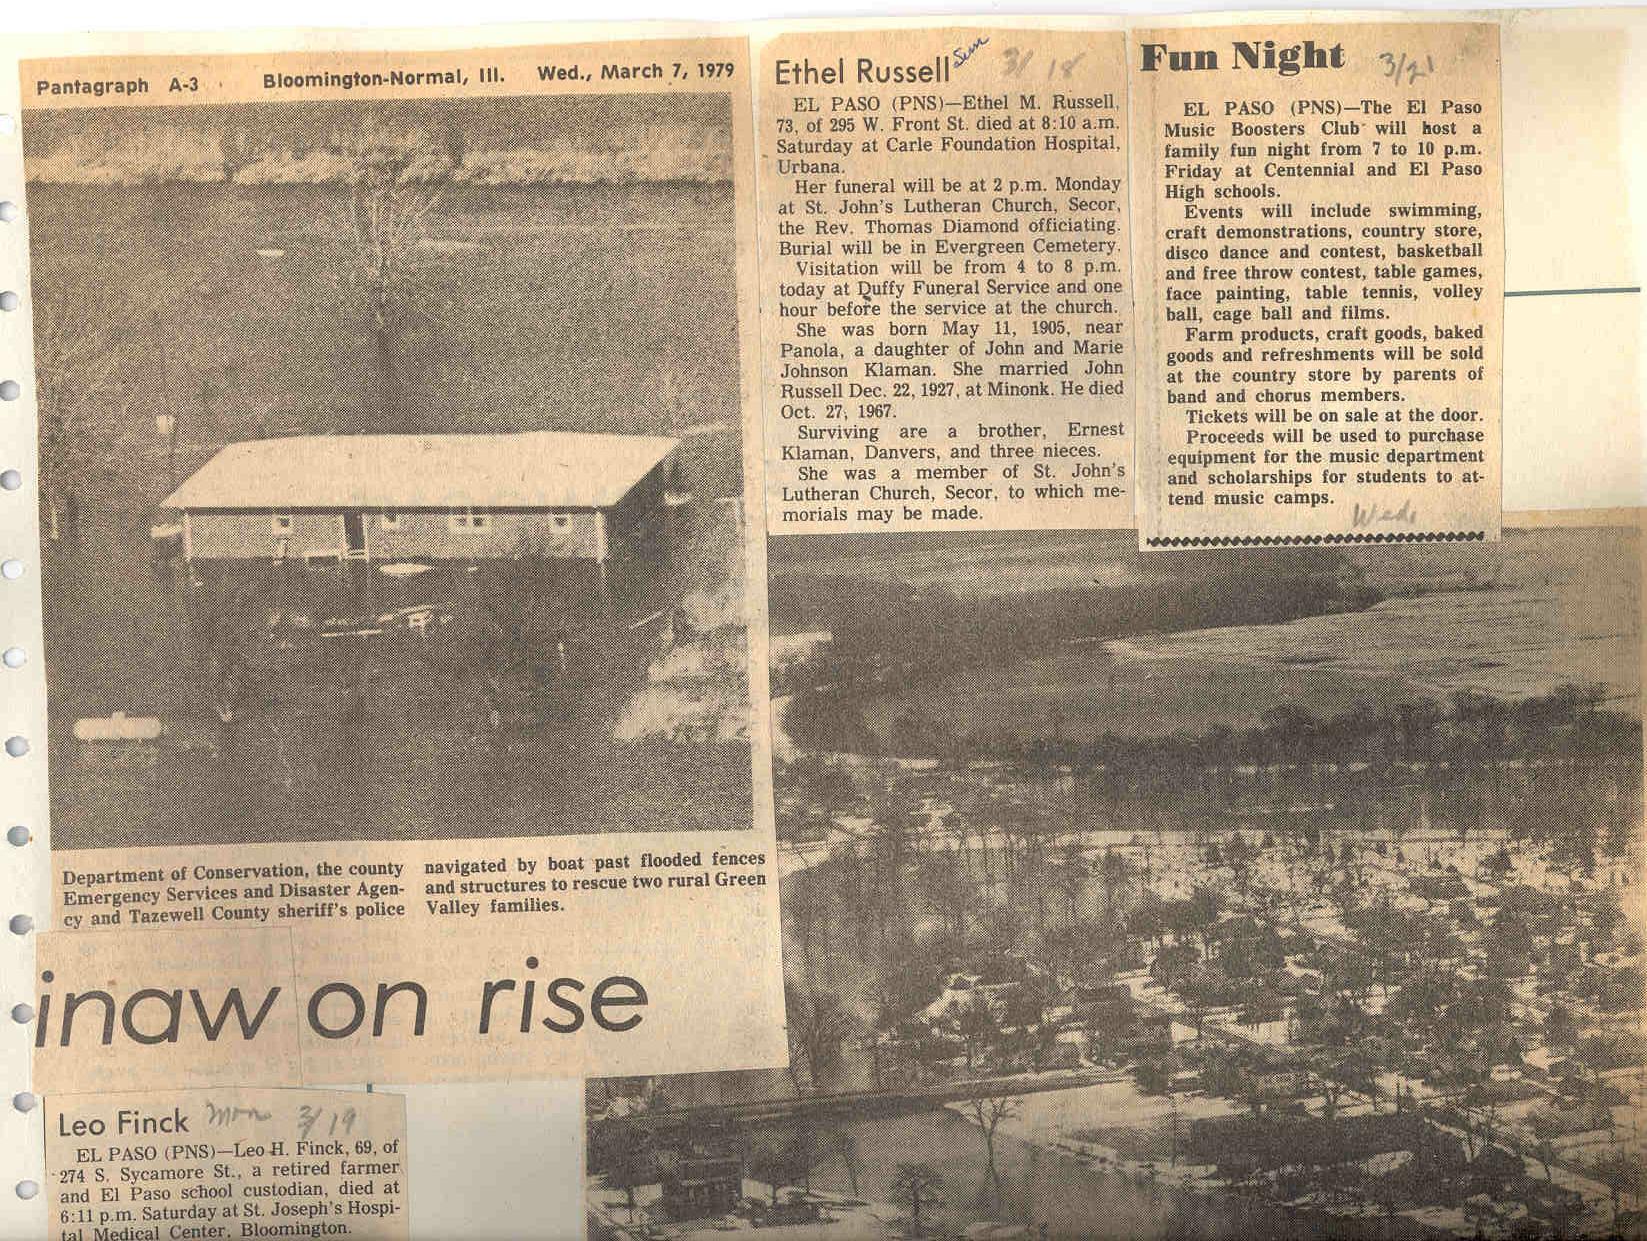 Pantagraph A-3 Bloomington-Normal, Ill. Wed., March 7, 1979
Department of Conservation, the county
Emergency Services and Disaster Agen-
cy and Tazewell County sheriff's police
navigated by boat past flooded fences
and structures to rescue two rural Green
Valley families.
inaw on rise
Leo Finck Mon 3/19
EL PASO (PNS)—Leo H. Finck, 69, of
274 S. Sycamore St., a retired farmer
and El Paso school custodian, died at
6:11 p.m. Saturday at St. Joseph's Hospi-
tal Medical Center, Bloomington.
Ethel Russell Sun 3/18
EL PASO (PNS)—Ethel M. Russell,
73, of 295 W. Front St. died at 8:10 a.m.
Saturday at Carle Foundation Hospital,
Urbana.
Her funeral will be at 2 p.m. Monday
at St. John's Lutheran Church, Secor,
the Rev. Thomas Diamond officiating.
Burial will be in Evergreen Cemetery.
Visitation will be from 4 to 8 p.m.
today at Duffy Funeral Service and one
hour before the service at the church.
She was born May 11, 1905, near
Panola, a daughter of John and Marie
Johnson Klaman. She married John
Russell Dec. 22, 1927, at Minonk. He died
Oct. 27, 1967.
Surviving are a brother, Ernest
Klaman, Danvers, and three nieces.
She was a member of St. John's
Lutheran Church, Secor, to which me-
morials may be made.
Fun Night 3/21
EL PASO (PNS)—The El Paso
Music Boosters Club will host a
family fun night from 7 to 10 p.m.
Friday at Centennial and El Paso
High schools.
Events will include swimming,
craft demonstrations, country store,
disco dance and contest, basketball
and free throw contest, table games,
face painting, table tennis, volley
ball, cage ball and films.
Farm products, craft goods, baked
goods and refreshments will be sold
at the country store by parents of
band and chorus members.
Tickets will be on sale at the door.
Proceeds will be used to purchase
equipment for the music department
and scholarships for students to at-
tend music camps.
Wed.